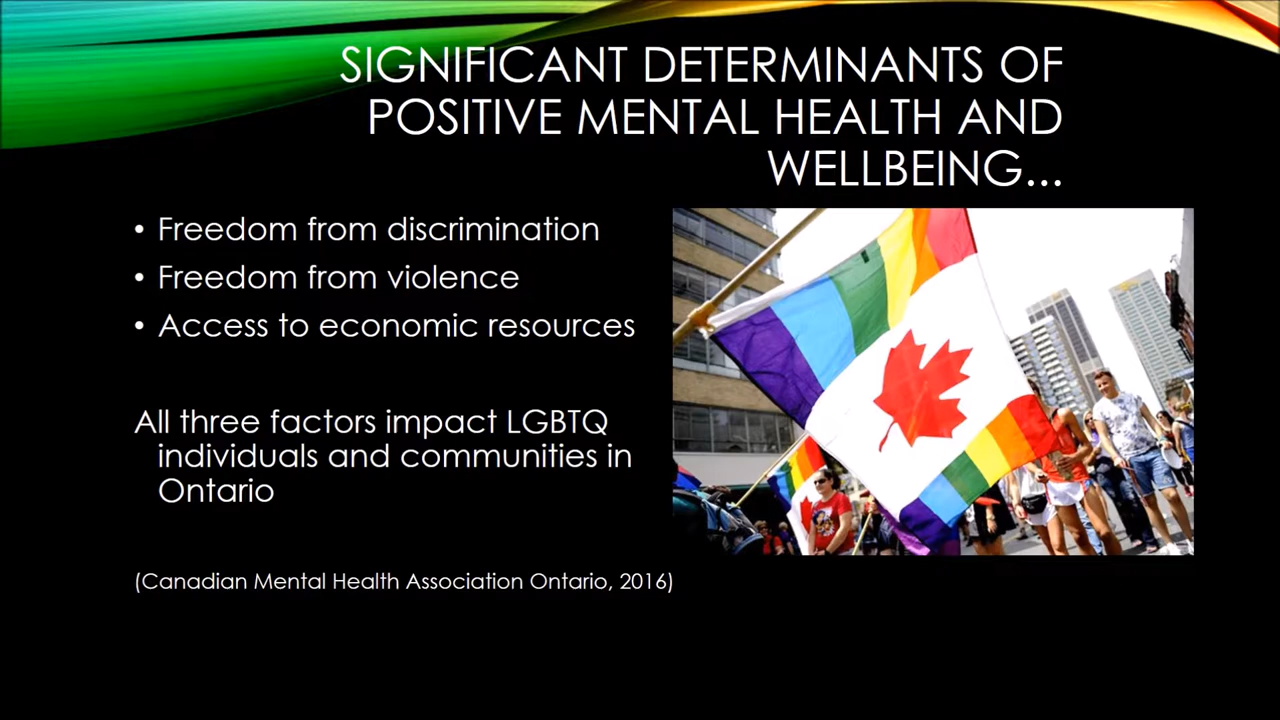 SIGNIFICANT DETERMINANTS OF
POSITIVE MENTAL HEALTH AND
WELLBEING...
• Freedom from discrimination
• Freedom from violence
• Access to economic resources
All three factors impact LGBTQ
individuals and communities in
Ontario
(Canadian Mental Health Association Ontario, 2016)